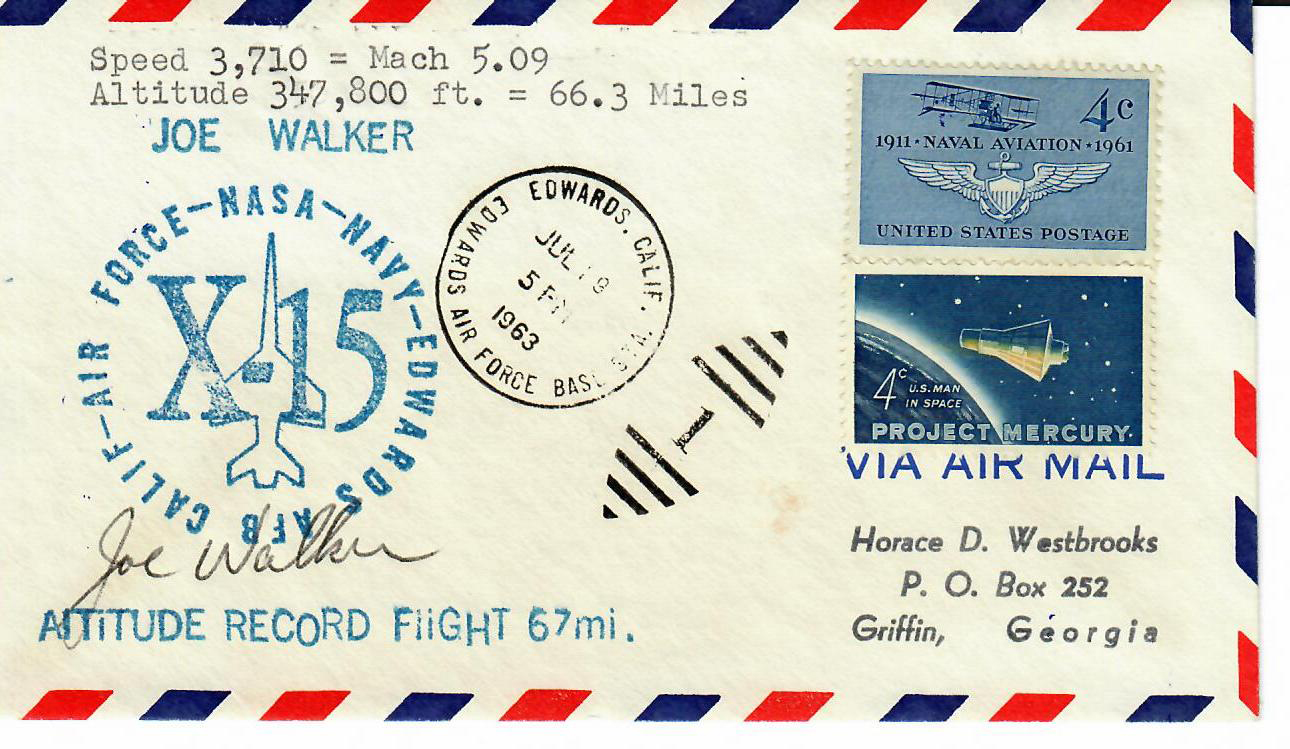 Speed 3,710 = Mach 5.09
Altitude 347,800 ft. = 66.3 Miles
JOE WALKER
CALIF-AIR FORCE-NASA-NAVY-EDWARDS AFB
X-15
Joe Walker
AlTiTUDE RECORD FliGHT 67mi.
EDWARDS, CALIF.
EDWARDS AIR FORCE BASE STA.
JUL 19
5 PM
1963
4c
1911 · NAVAL AVIATION · 1961
UNITED STATES POSTAGE
4c U.S. MAN
IN SPACE
PROJECT MERCURY
VIA AIR MAIL
Horace D. Westbrooks
P. O. Box 252
Griffin, Georgia